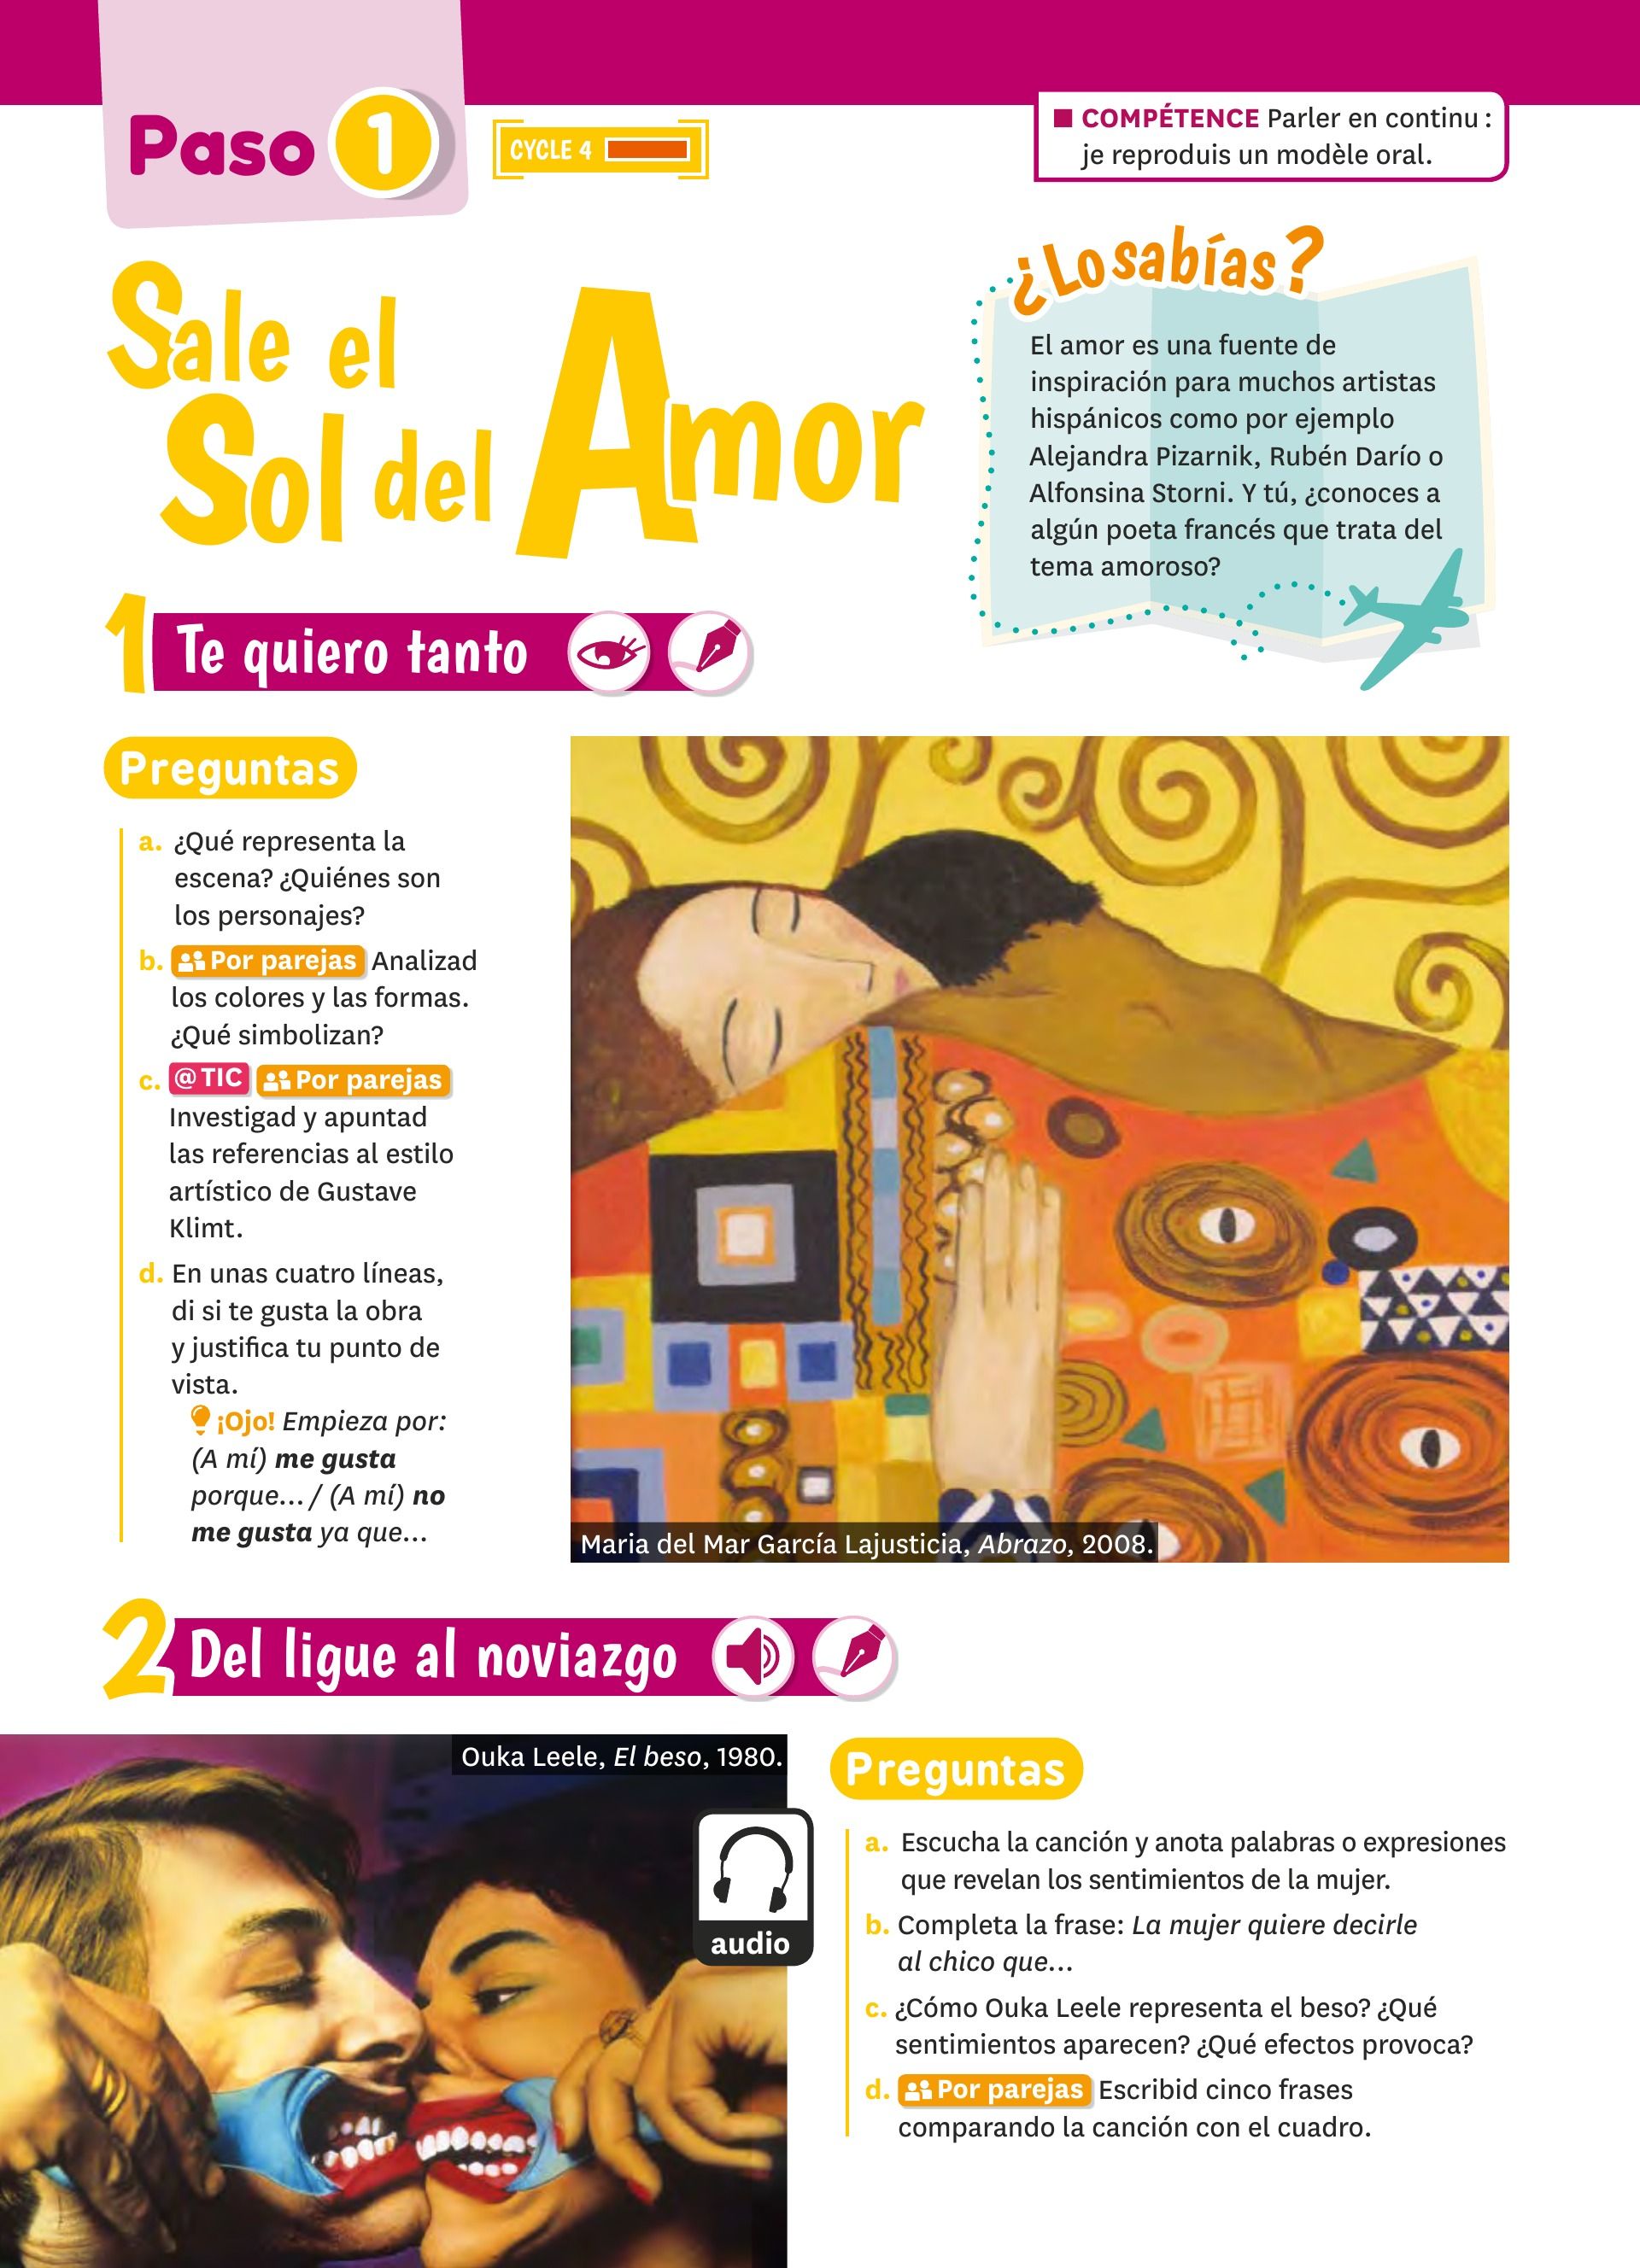 Paso 1
CYCLE 4
COMPÉTENCE Parler en continu :
je reproduis un modèle oral.
Sale el
Sol del Amor
¿Lo sabías?
El amor es una fuente de
inspiración para muchos artistas
hispánicos como por ejemplo
Alejandra Pizarnik, Rubén Darío o
Alfonsina Storni. Y tú, ¿conoces a
algún poeta francés que trata del
tema amoroso?
1 Te quiero tanto
Preguntas
a. ¿Qué representa la
escena? ¿Quiénes son
los personajes?
b. Por parejas Analizad
los colores y las formas.
¿Qué simbolizan?
c. @TIC Por parejas
Investigad y apuntad
las referencias al estilo
artístico de Gustave
Klimt.
d. En unas cuatro líneas,
di si te gusta la obra
y justifica tu punto de
vista.
¡Ojo! Empieza por:
(A mí) me gusta
porque… / (A mí) no
me gusta ya que…
Maria del Mar García Lajusticia, Abrazo, 2008.
2 Del ligue al noviazgo
Ouka Leele, El beso, 1980.
audio
Preguntas
a. Escucha la canción y anota palabras o expresiones
que revelan los sentimientos de la mujer.
b. Completa la frase: La mujer quiere decirle
al chico que…
c. ¿Cómo Ouka Leele representa el beso? ¿Qué
sentimientos aparecen? ¿Qué efectos provoca?
d. Por parejas Escribid cinco frases
comparando la canción con el cuadro.